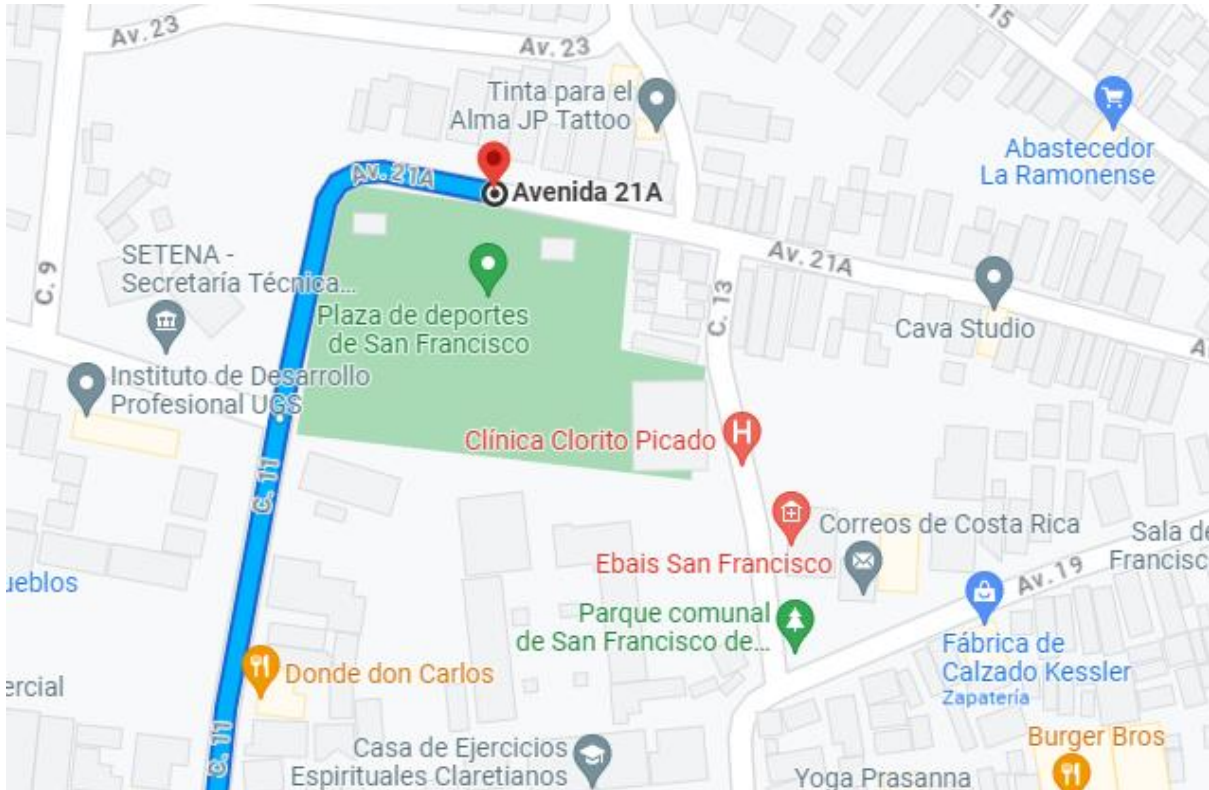 Av. 23
Av. 23
15
Tinta para el
Alma JP Tattoo
Abastecedor
La Ramonense
Av. 21A
Avenida 21A
Av. 21A
C. 9
SETENA -
Secretaría Técnica...
Plaza de deportes
de San Francisco
C. 13
Cava Studio
Instituto de Desarrollo
Profesional UGS
Clínica Clorito Picado
H
C. 11
Correos de Costa Rica
Sala de
Francisc
Ebais San Francisco
Av. 19
ueblos
Parque comunal
de San Francisco de...
Fábrica de
Calzado Kessler
Zapatería
Donde don Carlos
ercial
C. 11
Casa de Ejercicios
Espirituales Claretianos
Burger Bros
Yoga Prasanna